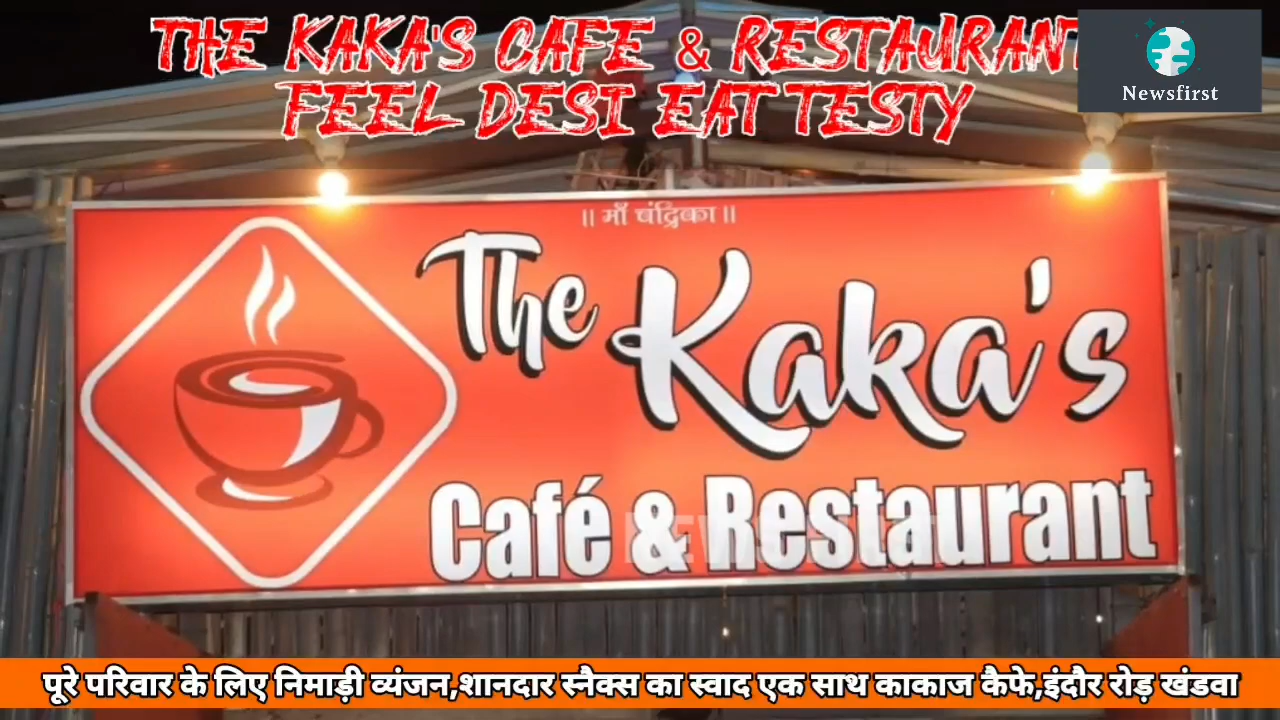 THE KAKA'S CAFE & RESTAURANT
FEEL DESI EAT TESTY
Newsfirst
|| माँ चंद्रिका ||
The Kaka's
Café & Restaurant
पूरे परिवार के लिए निमाड़ी व्यंजन,शानदार स्नैक्स का स्वाद एक साथ काकाज कैफे,इंदौर रोड़ खंडवा